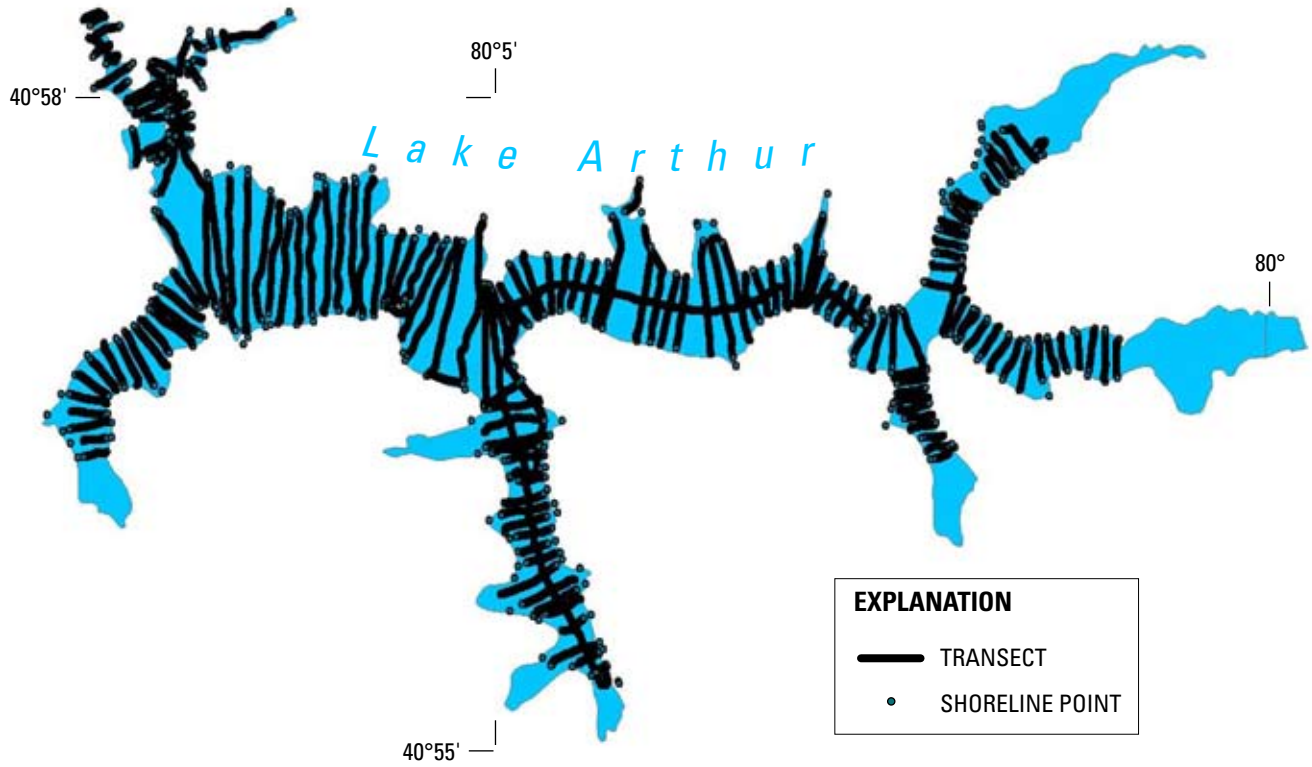 80°5'
40°58'
Lake Arthur
80°
EXPLANATION
TRANSECT
SHORELINE POINT
40°55'